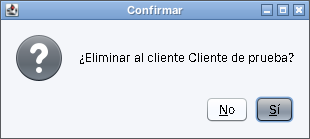 Confirmar
¿Eliminar al cliente Cliente de prueba?
No
Sí